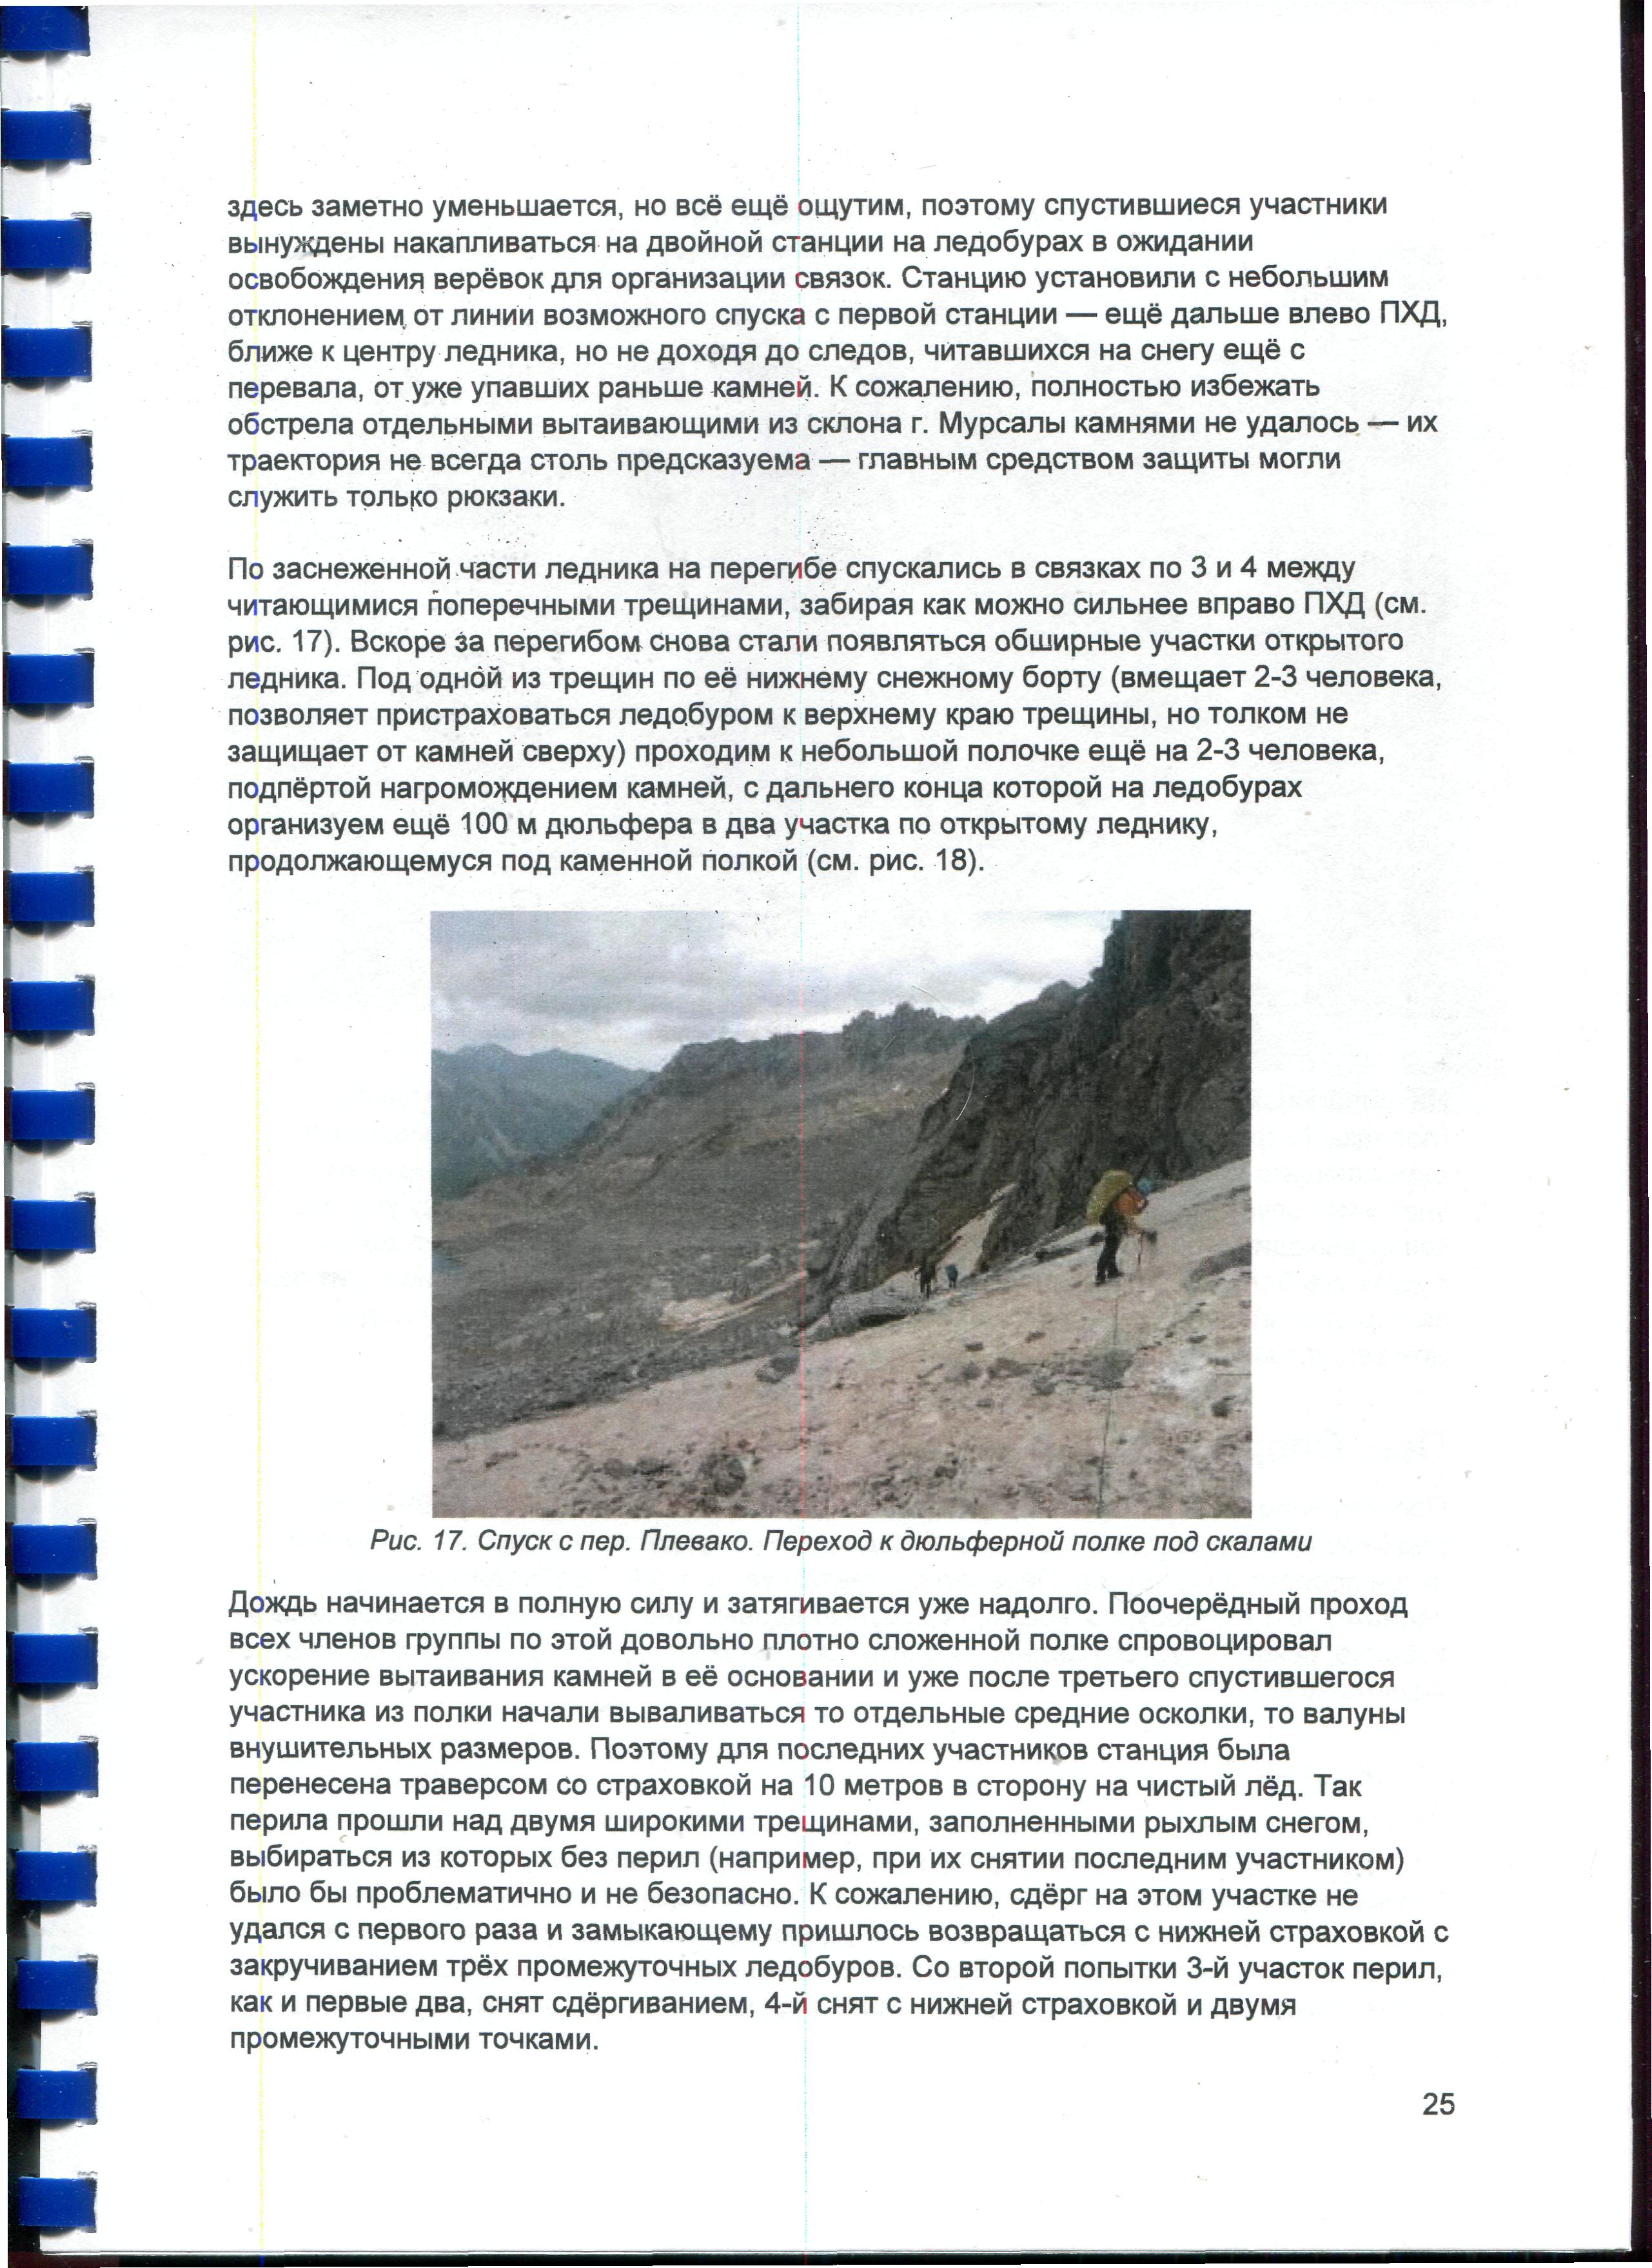 здесь заметно уменьшается, но всё ещё ощутим, поэтому спустившиеся участники
вынуждены накапливаться на двойной станции на ледобурах в ожидании
освобождения верёвок для организации связок. Станцию установили с небольшим
отклонением от линии возможного спуска с первой станции — ещё дальше влево ПХД,
ближе к центру ледника, но не доходя до следов, читавшихся на снегу ещё с
перевала, от уже упавших раньше камней. К сожалению, полностью избежать
обстрела отдельными вытаивающими из склона г. Мурсалы камнями не удалось — их
траектория не всегда столь предсказуема — главным средством защиты могли
служить только рюкзаки.
По заснеженной части ледника на перегибе спускались в связках по 3 и 4 между
читающимися поперечными трещинами, забирая как можно сильнее вправо ПХД (см.
рис. 17). Вскоре за перегибом снова стали появляться обширные участки открытого
ледника. Под одной из трещин по её нижнему снежному борту (вмещает 2-3 человека,
позволяет пристраховаться ледобуром к верхнему краю трещины, но толком не
защищает от камней сверху) проходим к небольшой полочке ещё на 2-3 человека,
подпёртой нагромождением камней, с дальнего конца которой на ледобурах
организуем ещё 100 м дюльфера в два участка по открытому леднику,
продолжающемуся под каменной полкой (см. рис. 18).
Рис. 17. Спуск с пер. Плевако. Переход к дюльферной полке под скалами
Дождь начинается в полную силу и затягивается уже надолго. Поочерёдный проход
всех членов группы по этой довольно плотно сложенной полке спровоцировал
ускорение вытаивания камней в её основании и уже после третьего спустившегося
участника из полки начали вываливаться то отдельные средние осколки, то валуны
внушительных размеров. Поэтому для последних участников станция была
перенесена траверсом со страховкой на 10 метров в сторону на чистый лёд. Так
перила прошли над двумя широкими трещинами, заполненными рыхлым снегом,
выбираться из которых без перил (например, при их снятии последним участником)
было бы проблематично и не безопасно. К сожалению, сдёрг на этом участке не
удался с первого раза и замыкающему пришлось возвращаться с нижней страховкой с
закручиванием трёх промежуточных ледобуров. Со второй попытки 3-й участок перил,
как и первые два, снят сдёргиванием, 4-й снят с нижней страховкой и двумя
промежуточными точками.
25